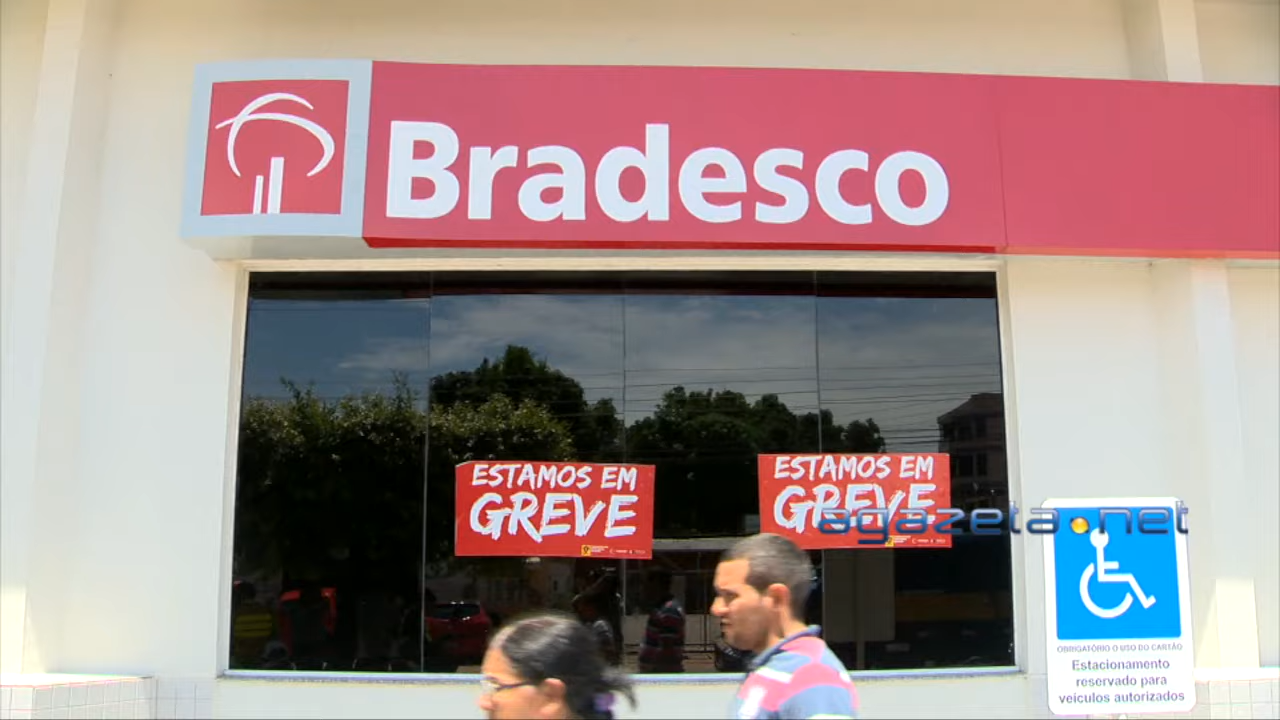 Bradesco
ESTAMOS EM
GREVE
ESTAMOS EM
GREVE
agazeta.net
OBRIGATÓRIO O USO DO CARTÃO
Estacionamento
reservado para
veículos autorizados